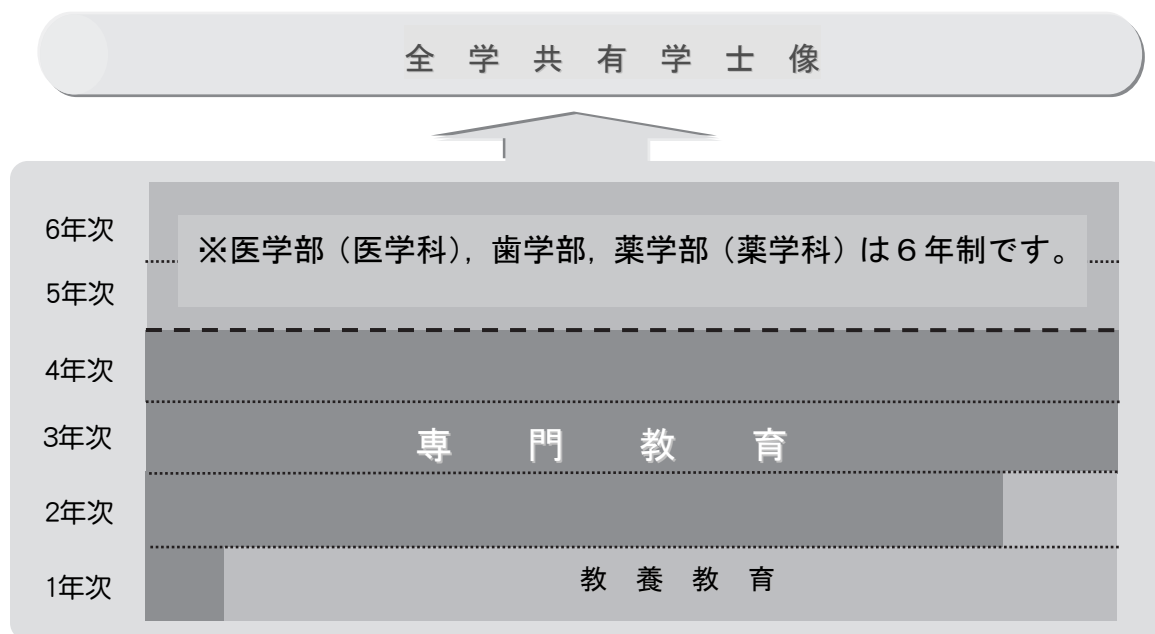 全学共有学士像
6年次
※医学部（医学科），歯学部，薬学部（薬学科）は６年制です。
5年次
4年次
3年次
専門教育
2年次
1年次
教養教育